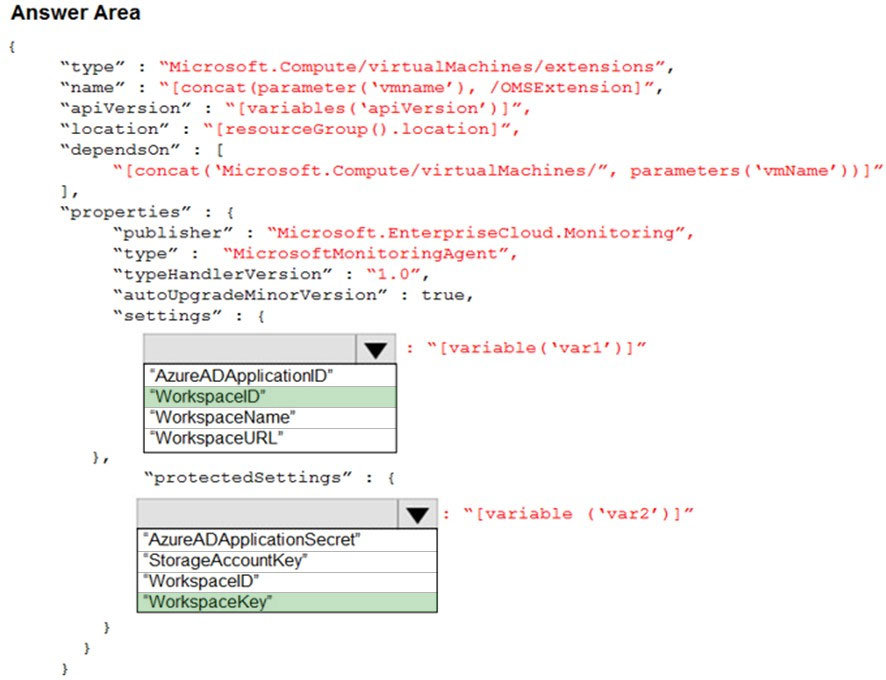 Answer Area
{
“type” : “Microsoft.Compute/virtualMachines/extensions”,
“name” : “[concat(parameter(‘vmname’), /OMSExtension]”,
“apiVersion” : “[variables(‘apiVersion’)]”,
“location” : “[resourceGroup().location]”,
“dependsOn” : [
“[concat(‘Microsoft.Compute/virtualMachines/”, parameters(‘vmName’))]”
],
“properties” : {
“publisher” : “Microsoft.EnterpriseCloud.Monitoring”,
“type” : “MicrosoftMonitoringAgent”,
“typeHandlerVersion” : “1.0”,
“autoUpgradeMinorVersion” : true,
“settings” : {
: “[variable(‘var1’)]”
“AzureADApplicationID”
“WorkspaceID”
“WorkspaceName”
“WorkspaceURL”
},
“protectedSettings” : {
: “[variable (‘var2’)]”
“AzureADApplicationSecret”
“StorageAccountKey”
“WorkspaceID”
“WorkspaceKey”
}
}
}